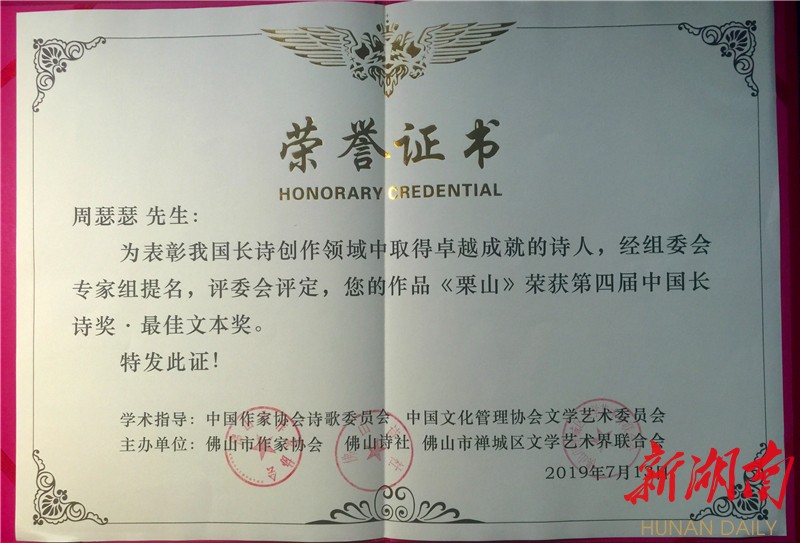 荣誉证书
HONORARY CREDENTIAL
周瑟瑟 先生：
为表彰我国长诗创作领域中取得卓越成就的诗人，经组委会
专家组提名，评委会评定，您的作品《栗山》荣获第四届中国长
诗奖·最佳文本奖。
特发此证！
学术指导：中国作家协会诗歌委员会 中国文化管理协会文学艺术委员会
主办单位：佛山市作家协会 佛山诗社 佛山市禅城区文学艺术界联合会
2019年7月
新湖南
HUNAN DAILY